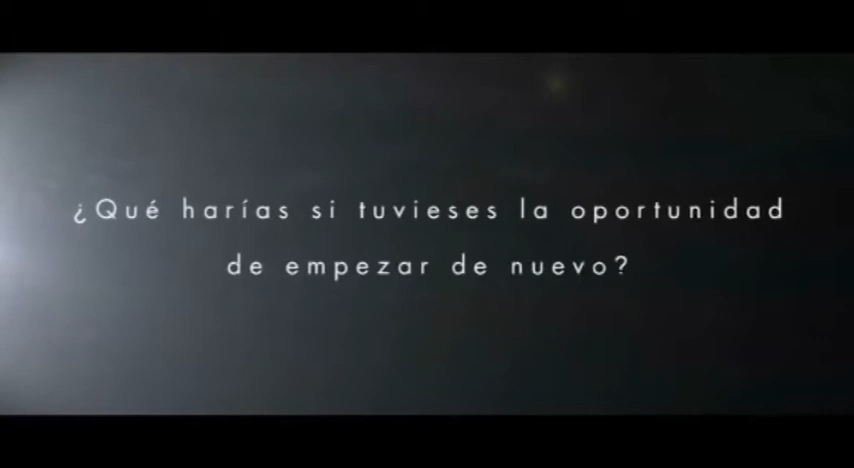 ¿Qué harías si tuvieses la oportunidad
de empezar de nuevo?